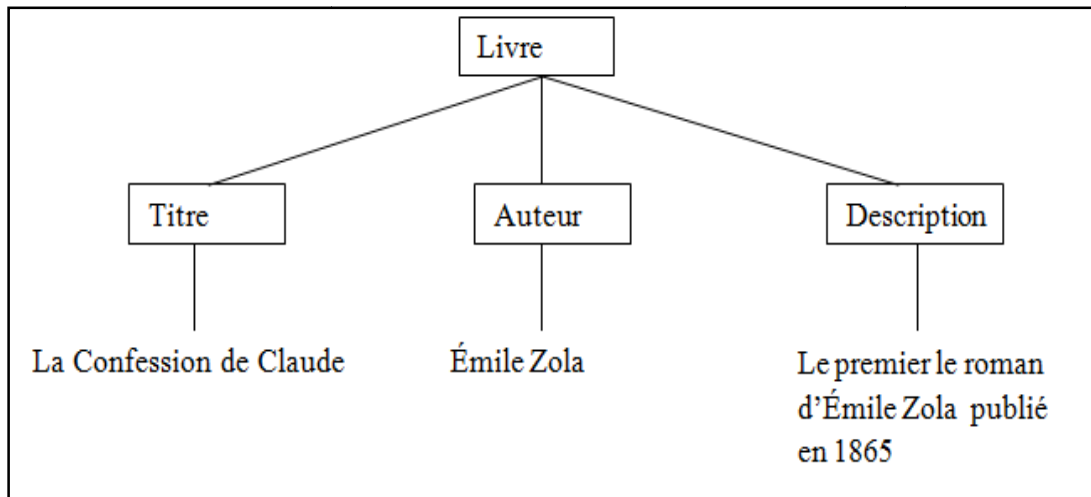 Livre
Titre
Auteur
Description
La Confession de Claude
Émile Zola
Le premier le roman
d’Émile Zola publié
en 1865